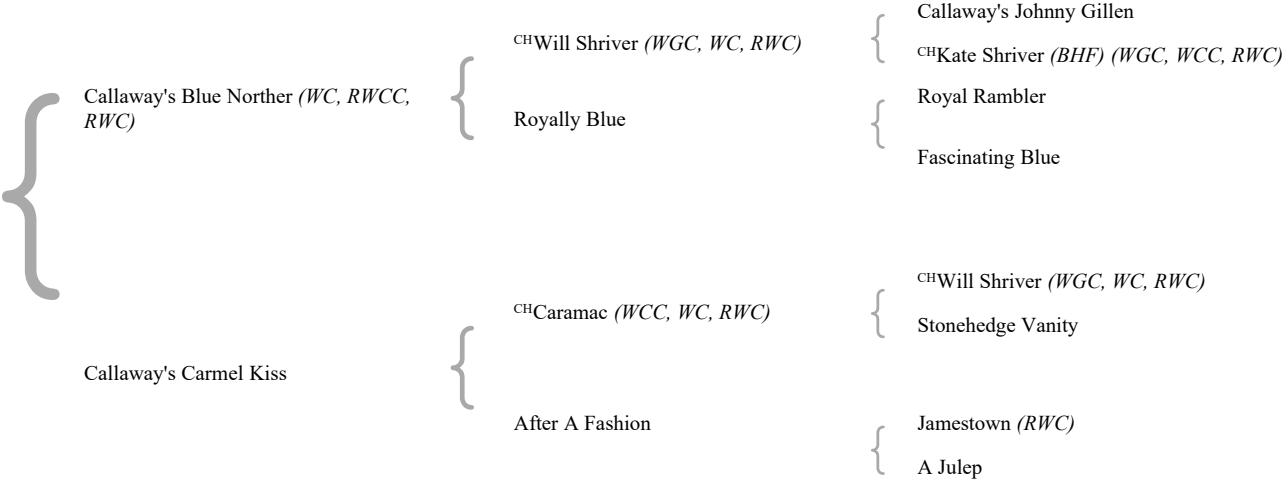 Callaway's Johnny Gillen
CHWill Shriver (WGC, WC, RWC)
CHKate Shriver (BHF) (WGC, WCC, RWC)
Callaway's Blue Norther (WC, RWCC,
RWC)
Royal Rambler
Royally Blue
Fascinating Blue
CHWill Shriver (WGC, WC, RWC)
CHCaramac (WCC, WC, RWC)
Stonehedge Vanity
Callaway's Carmel Kiss
After A Fashion
Jamestown (RWC)
A Julep